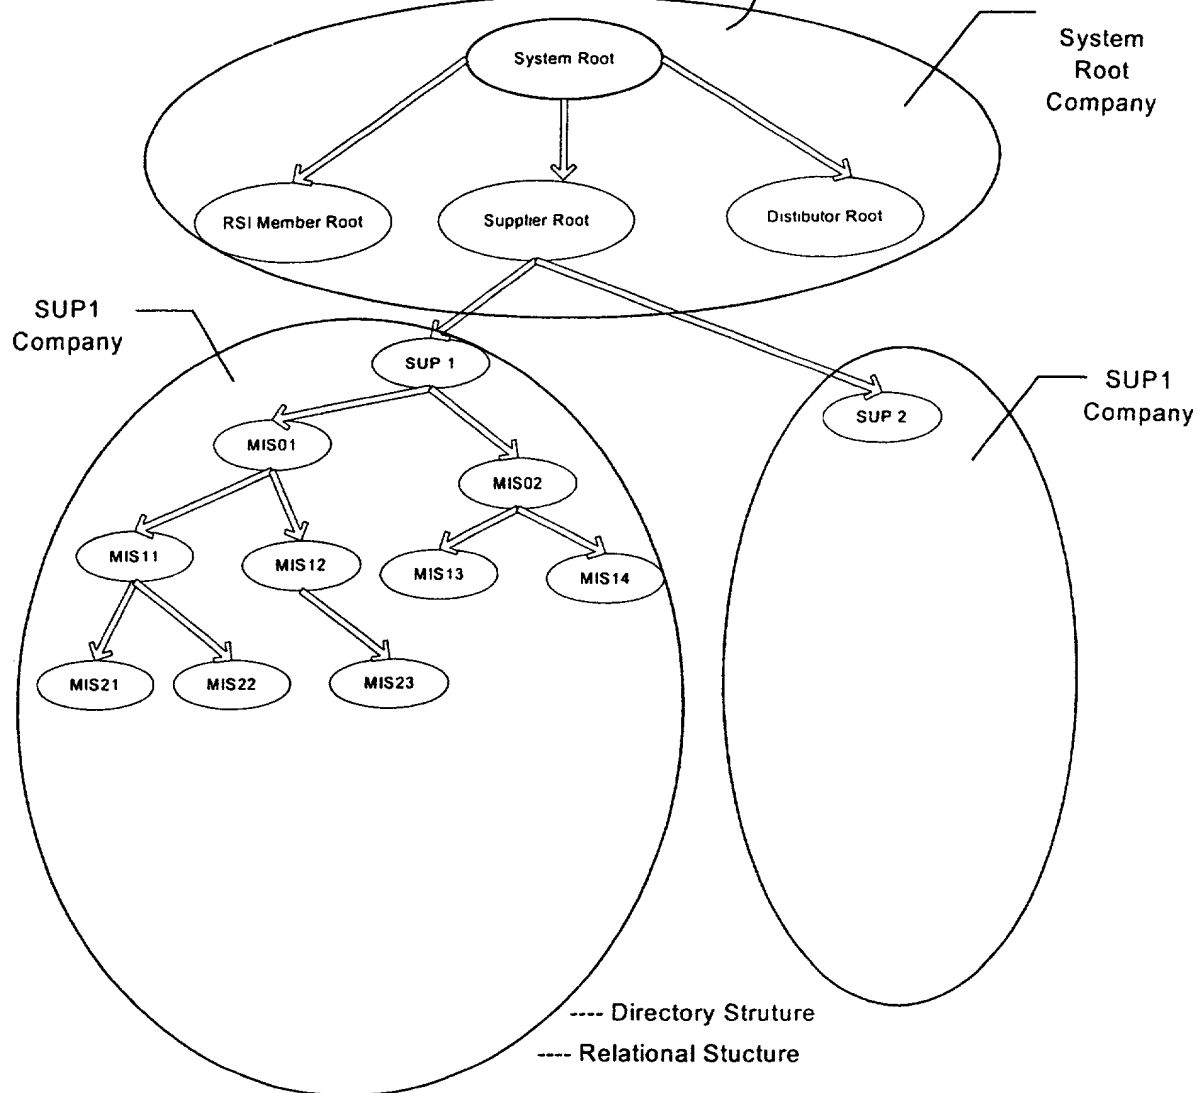 System Root
System
Root
Company
RSI Member Root
Supplier Root
Distibutor Root
SUP1
Company
SUP 1
SUP1
Company
SUP 2
MIS01
MIS02
MIS11
MIS12
MIS13
MIS14
MIS21
MIS22
MIS23
---- Directory Struture
---- Relational Stucture